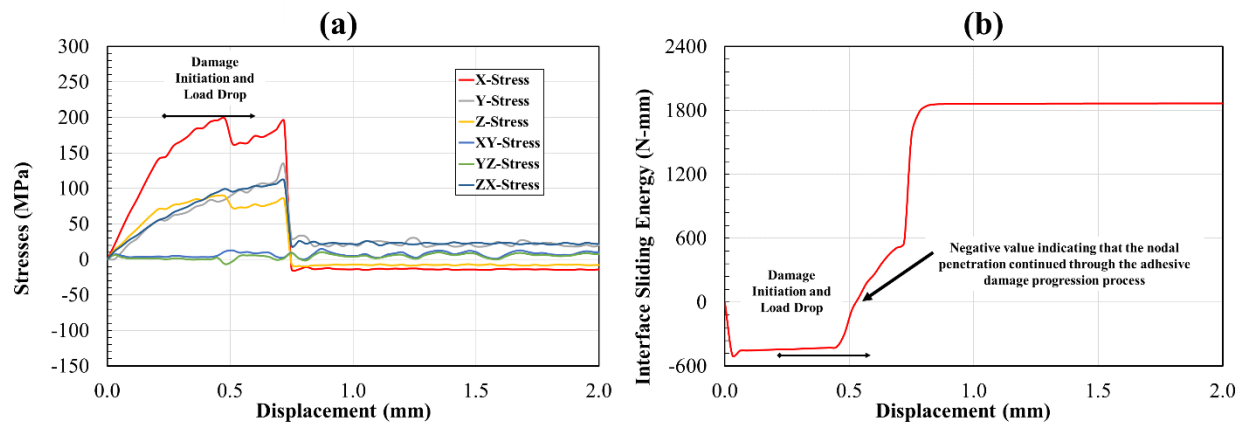 (a)
300
250
200
150
100
50
0
-50
-100
-150
Stresses (MPa)
Damage
Initiation and
Load Drop
X-Stress
Y-Stress
Z-Stress
XY-Stress
YZ-Stress
ZX-Stress
0.0
0.5
1.0
1.5
2.0
Displacement (mm)
(b)
2400
1800
1200
600
0
-600
Interface Sliding Energy (N-mm)
Negative value indicating that the nodal
penetration continued through the adhesive
damage progression process
Damage
Initiation and
Load Drop
0.0
0.5
1.0
1.5
2.0
Displacement (mm)